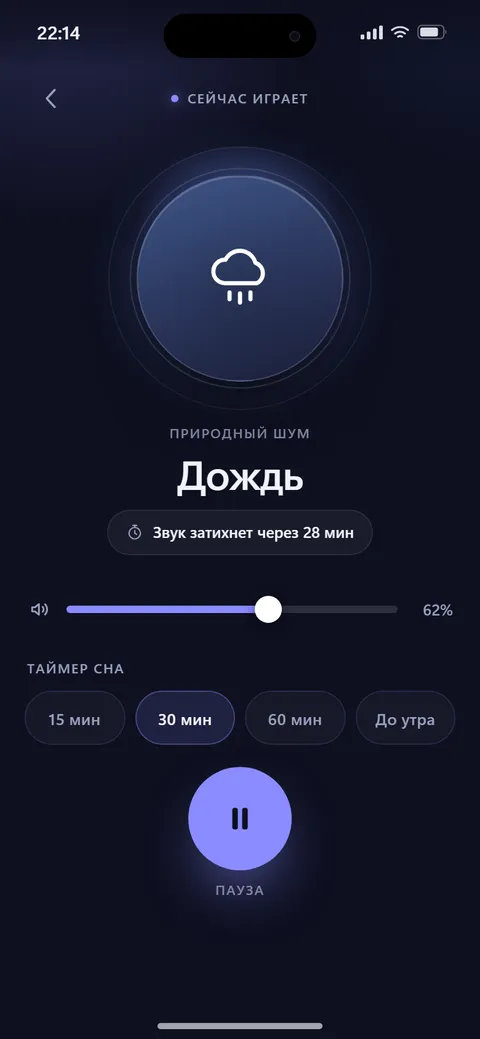 22:14
СЕЙЧАС ИГРАЕТ
ПРИРОДНЫЙ ШУМ
Дождь
Звук затихнет через 28 мин
62%
ТАЙМЕР СНА
15 мин 30 мин 60 мин До утра
ПАУЗА